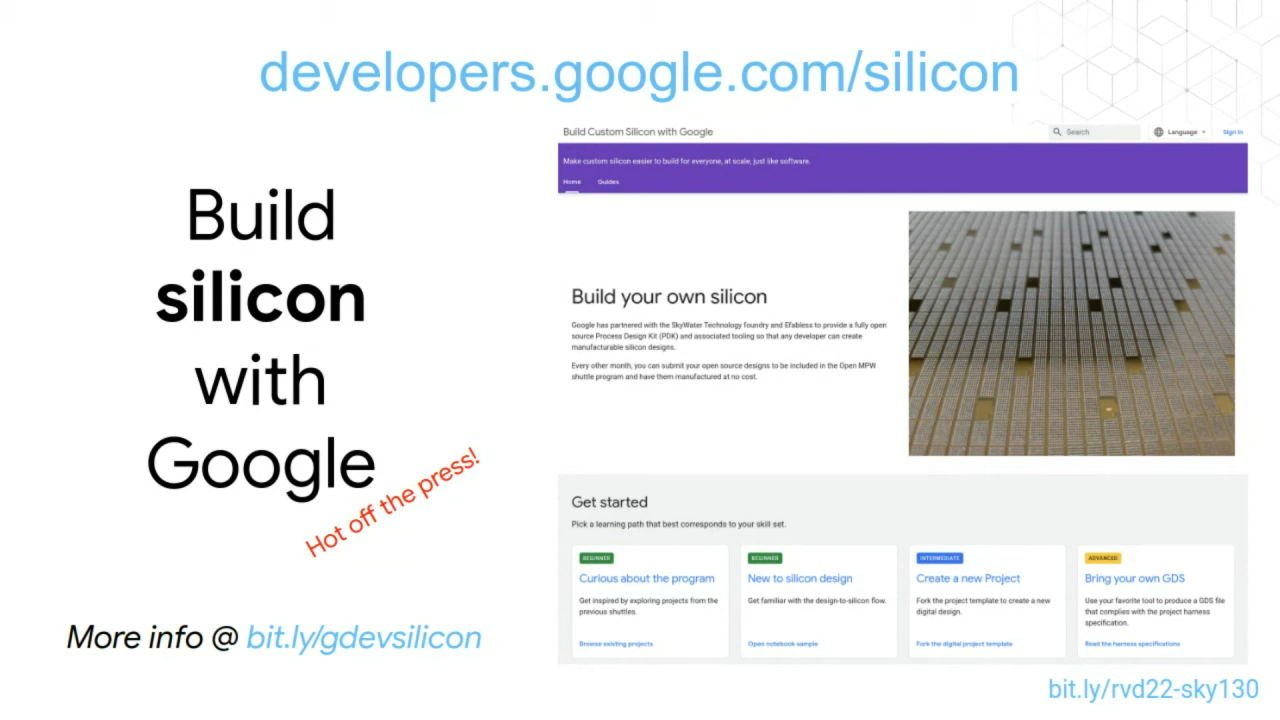 developers.google.com/silicon
Build
silicon
with
Google
Hot off the press!
More info @ bit.ly/gdevsilicon
Build Custom Silicon with Google
Search
Language
Sign in
Make custom silicon easier to build for everyone, at scale, just like software.
Home Guides
Build your own silicon
Google has partnered with the SkyWater Technology foundry and Efabless to provide a fully open
source Process Design Kit (PDK) and associated tooling so that any developer can create
manufacturable silicon designs.
Every other month, you can submit your open source designs to be included in the Open MPW
shuttle program and have them manufactured at no cost.
Get started
Pick a learning path that best corresponds to your skill set.
BEGINNER
Curious about the program
Get inspired by exploring projects from the
previous shuttles.
Browse existing projects
BEGINNER
New to silicon design
Get familiar with the design-to-silicon flow.
Open notebook sample
INTERMEDIATE
Create a new Project
Fork the project template to create a new
digital design.
Fork the digital project template
ADVANCED
Bring your own GDS
Use your favorite tool to produce a GDS file
that complies with the project harness
specification.
Read the harness specifications
bit.ly/rvd22-sky130